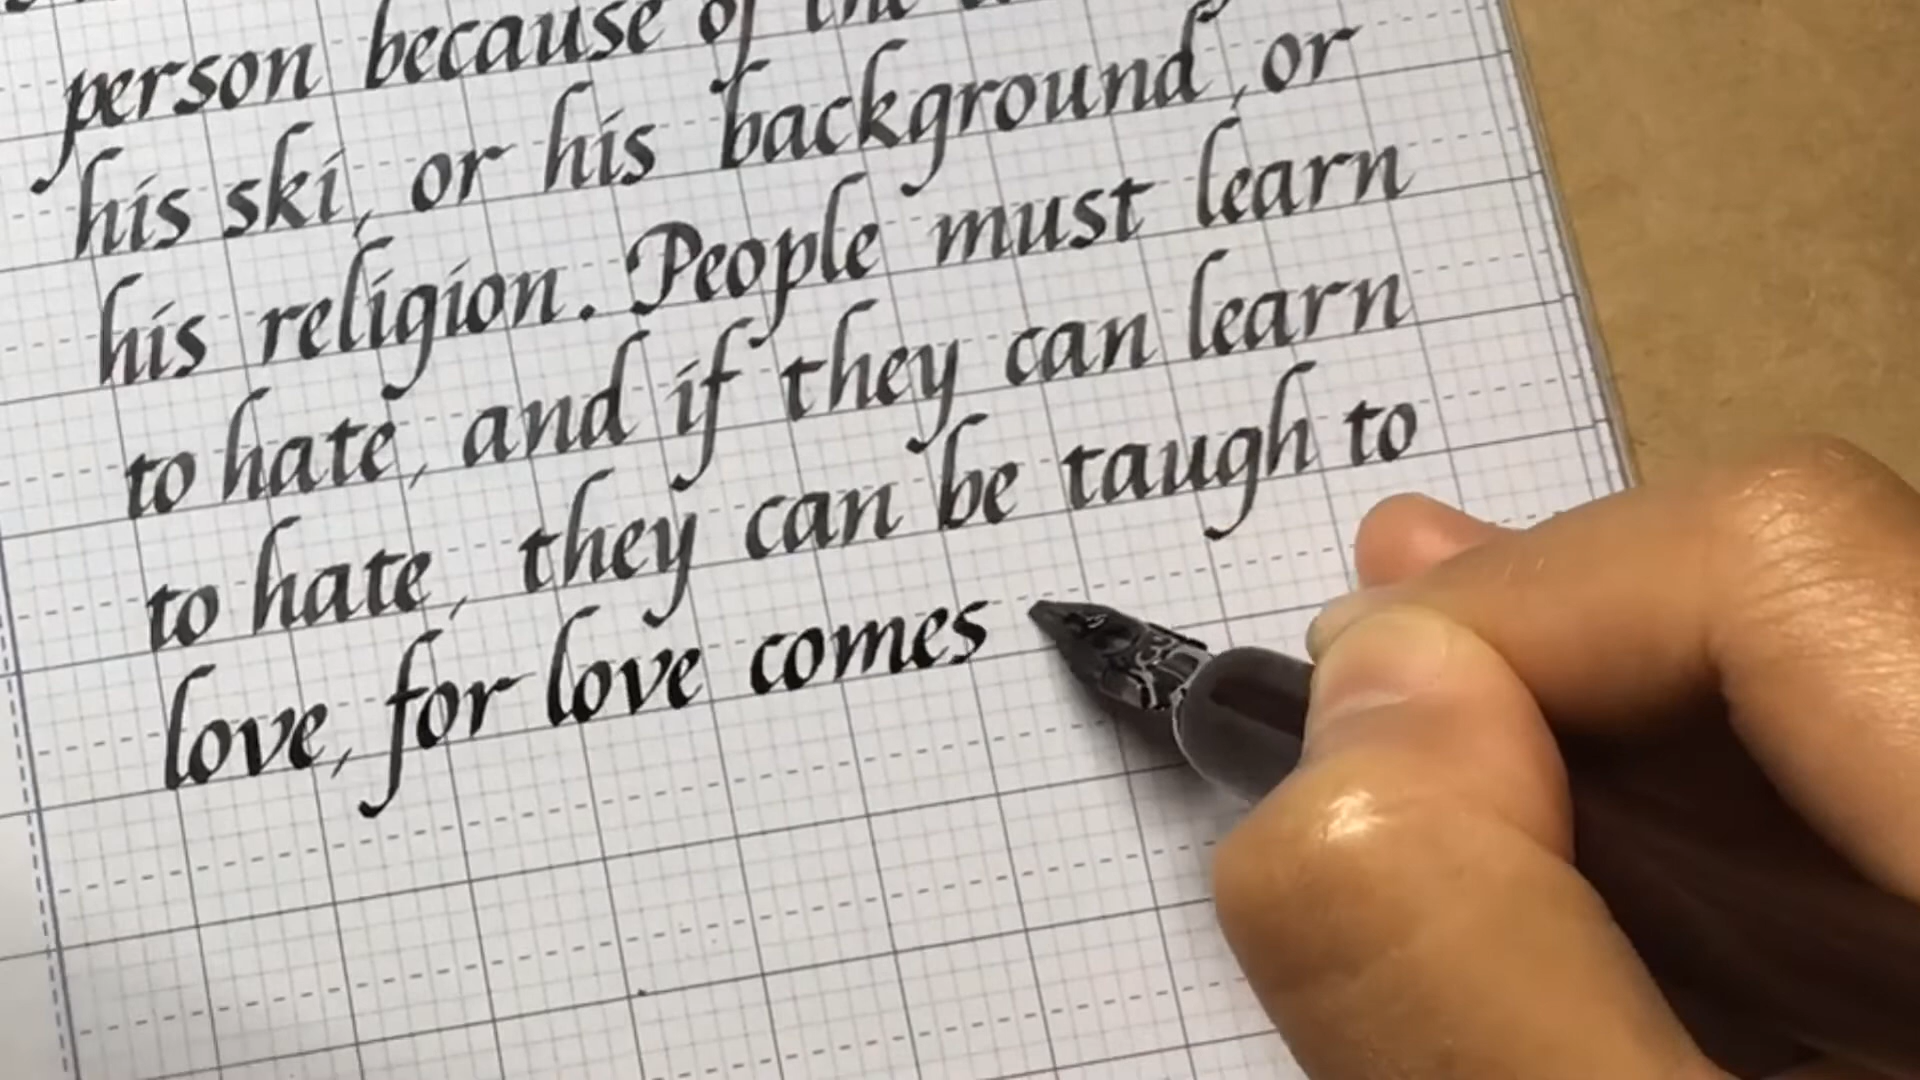 person because of the
his ski, or his background, or
his religion. People must learn
to hate, and if they can learn
to hate, they can be taugh to
love, for love comes